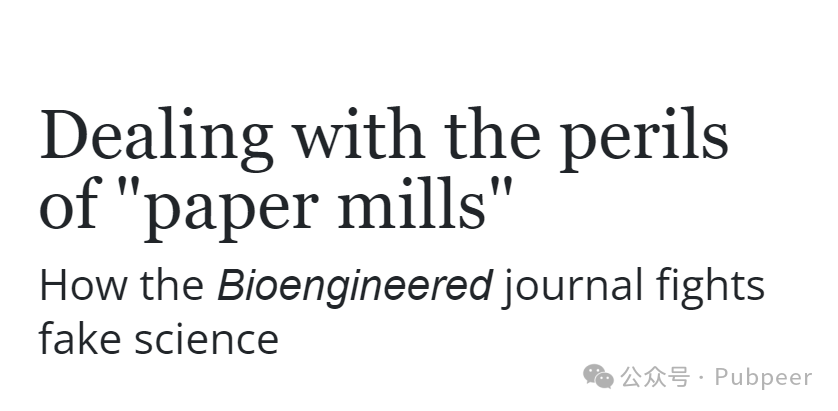 Dealing with the perils
of "paper mills"
How the Bioengineered journal fights
fake science
公众号 · Pubpeer